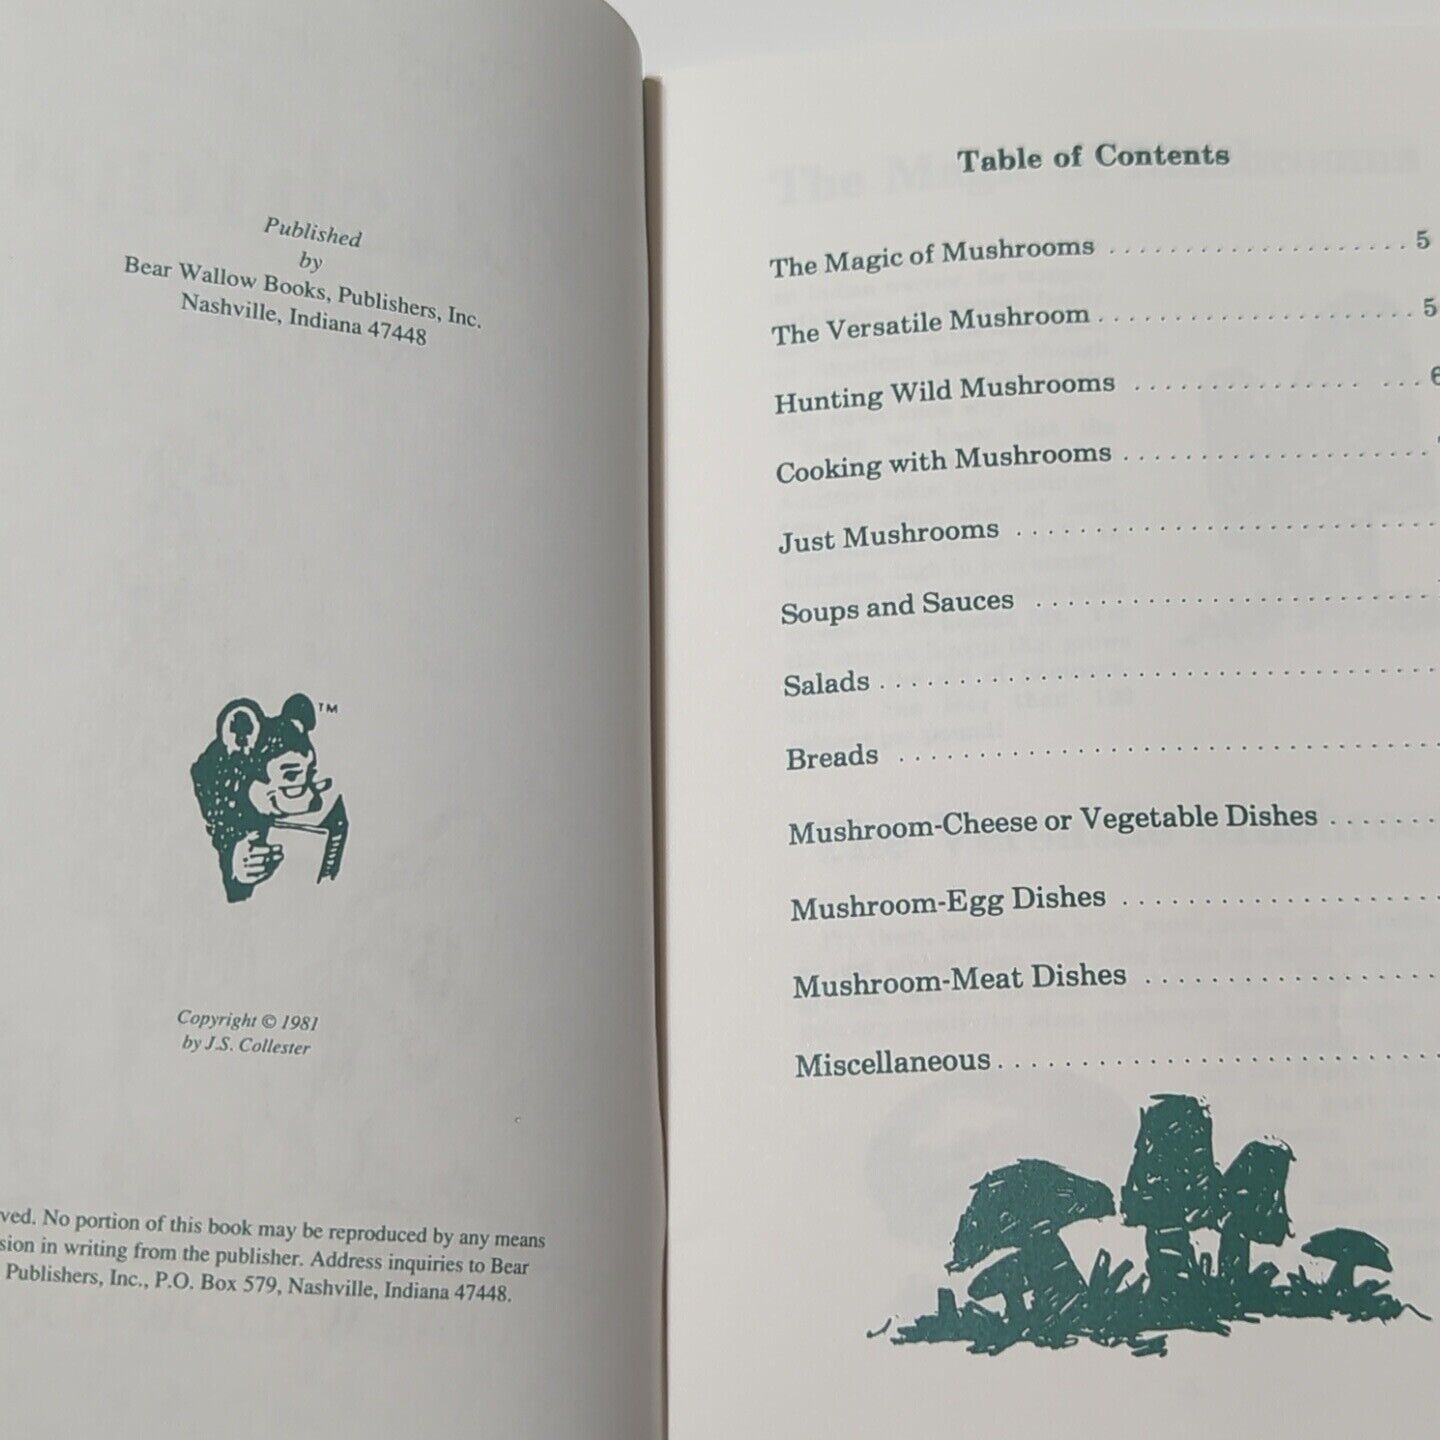 Published
by
Bear Wallow Books, Publishers, Inc.
Nashville, Indiana 47448
TM
Copyright © 1981
by J.S. Collester
ved. No portion of this book may be reproduced by any means
sion in writing from the publisher. Address inquiries to Bear
Publishers, Inc., P.O. Box 579, Nashville, Indiana 47448.
Table of Contents
The Magic of Mushrooms . . . . . . . . . . . . . . . . . . . . 5
The Versatile Mushroom . . . . . . . . . . . . . . . . . . . . . 5
Hunting Wild Mushrooms . . . . . . . . . . . . . . . . . . 6
Cooking with Mushrooms . . . . . . . . . . . . . . . . . . . .
Just Mushrooms . . . . . . . . . . . . . . . . . . . . . . . . . . .
Soups and Sauces . . . . . . . . . . . . . . . . . . . . . . . . .
Salads . . . . . . . . . . . . . . . . . . . . . . . . . . . . . . . . . . .
Breads . . . . . . . . . . . . . . . . . . . . . . . . . . . . . . . . . .
Mushroom-Cheese or Vegetable Dishes . . . . . . .
Mushroom-Egg Dishes . . . . . . . . . . . . . . . . . . . .
Mushroom-Meat Dishes . . . . . . . . . . . . . . . . . . .
Miscellaneous . . . . . . . . . . . . . . . . . . . . . . . . . . . .